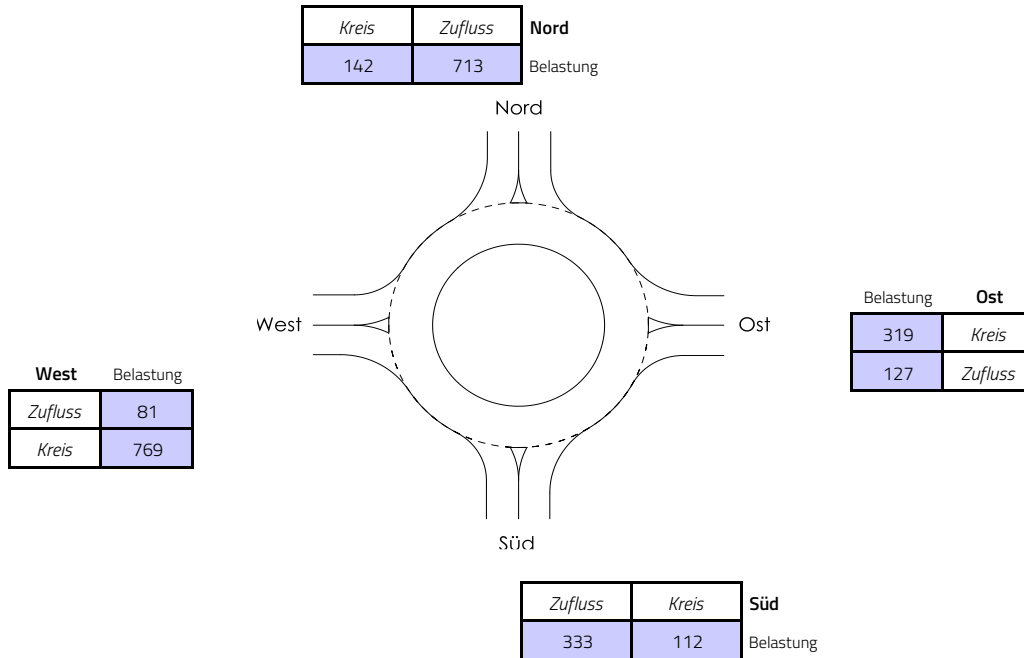 Kreis Zufluss Nord
142 713 Belastung
Nord
West
Ost
Belastung Ost
319 Kreis
127 Zufluss
West Belastung
Zufluss 81
Kreis 769
Süd
Zufluss Kreis Süd
333 112 Belastung